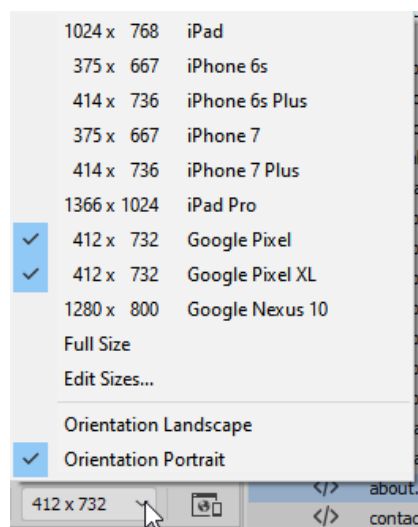 1024 x 768 iPad
375 x 667 iPhone 6s
414 x 736 iPhone 6s Plus
375 x 667 iPhone 7
414 x 736 iPhone 7 Plus
1366 x 1024 iPad Pro
412 x 732 Google Pixel
412 x 732 Google Pixel XL
1280 x 800 Google Nexus 10
Full Size
Edit Sizes...
Orientation Landscape
Orientation Portrait
</> about.
412 x 732
</> contac